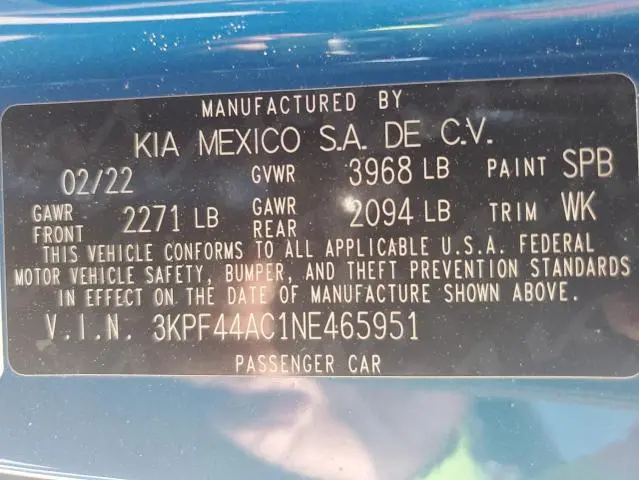 MANUFACTURED BY
KIA MEXICO S.A. DE C.V.
02/22 GVWR 3968 LB PAINT SPB
GAWR FRONT 2271 LB GAWR REAR 2094 LB TRIM WK
THIS VEHICLE CONFORMS TO ALL APPLICABLE U.S.A. FEDERAL
MOTOR VEHICLE SAFETY, BUMPER, AND THEFT PREVENTION STANDARDS
IN EFFECT ON THE DATE OF MANUFACTURE SHOWN ABOVE.
V.I.N. 3KPF44AC1NE465951
PASSENGER CAR